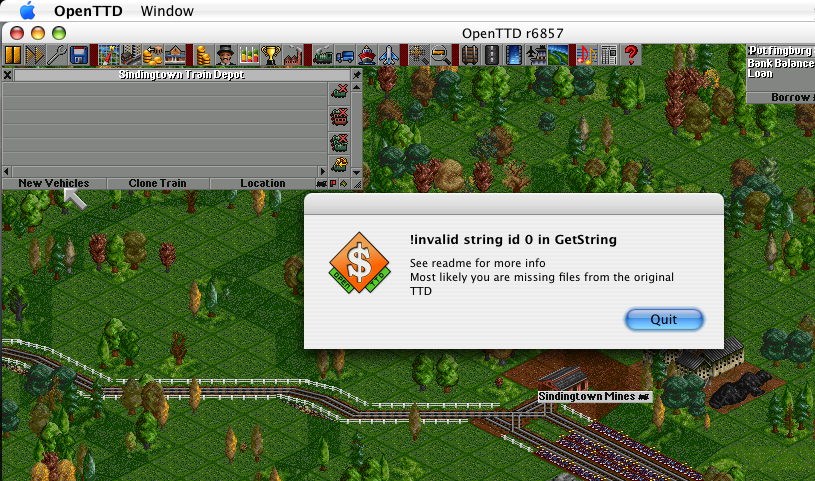 OpenTTD Window
OpenTTD r6857
Sindingtown Train Depot
Bank Balance
Loan
Borrow
New Vehicles Clone Train Location
!invalid string id 0 in GetString
See readme for more info
Most likely you are missing files from the original
TTD
OPEN TTD
Quit
Sindingtown Mines